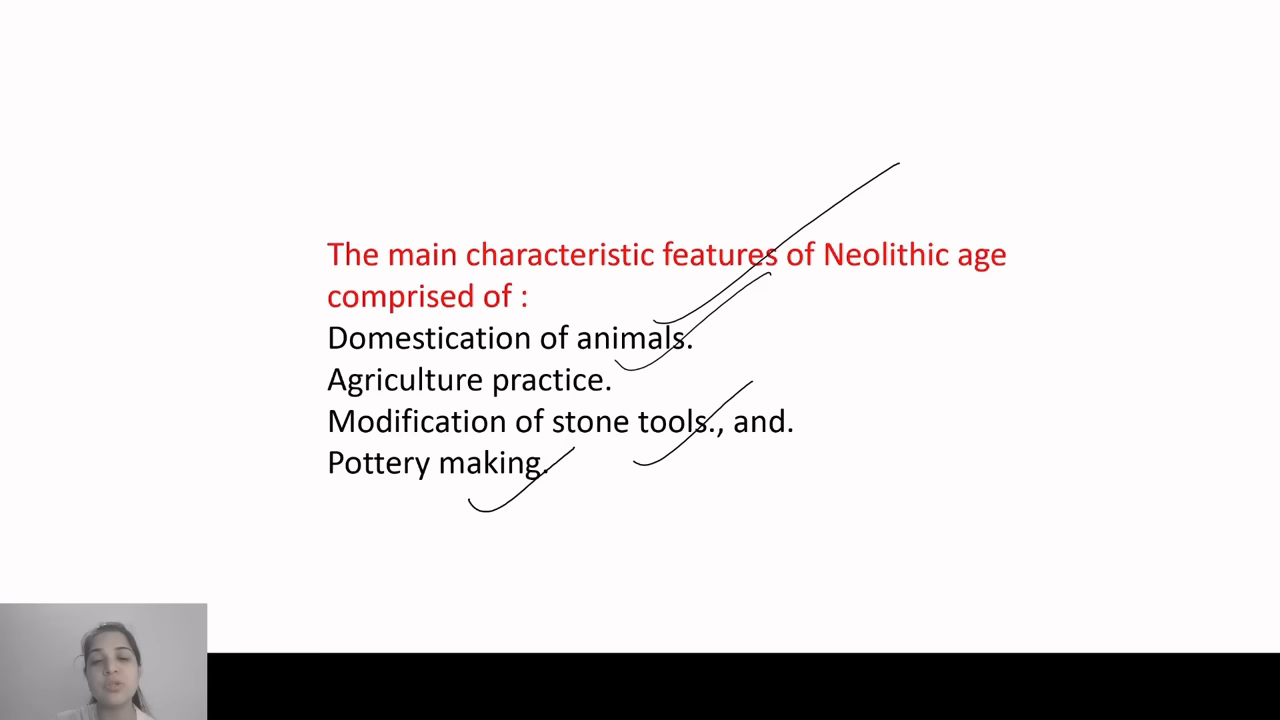 The main characteristic features of Neolithic age
comprised of :
Domestication of animals.
Agriculture practice.
Modification of stone tools., and.
Pottery making.